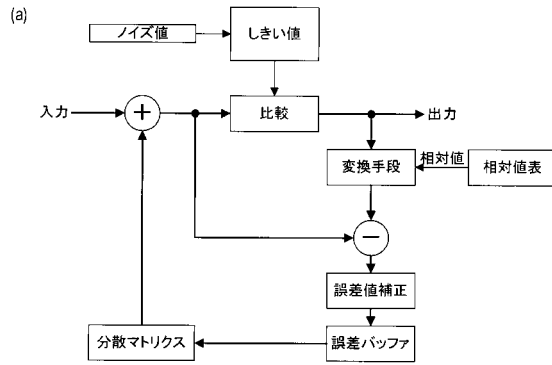 (a)
ノイズ値
しきい値
入力
+
比較
出力
変換手段
相対値
相対値表
−
誤差値補正
分散マトリクス
誤差バッファ